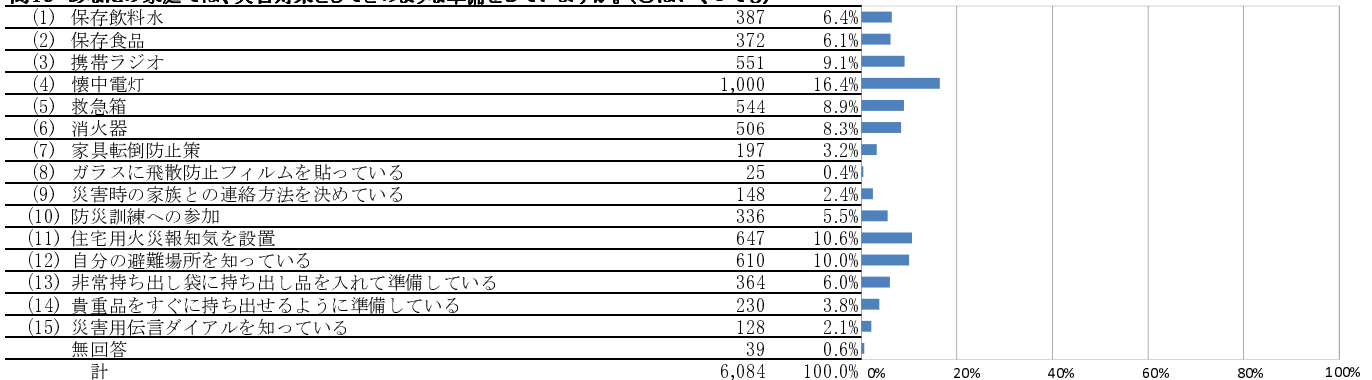 (1) 保存飲料水 387 6.4%
(2) 保存食品 372 6.1%
(3) 携帯ラジオ 551 9.1%
(4) 懐中電灯 1,000 16.4%
(5) 救急箱 544 8.9%
(6) 消火器 506 8.3%
(7) 家具転倒防止策 197 3.2%
(8) ガラスに飛散防止フィルムを貼っている 25 0.4%
(9) 災害時の家族との連絡方法を決めている 148 2.4%
(10) 防災訓練への参加 336 5.5%
(11) 住宅用火災報知気を設置 647 10.6%
(12) 自分の避難場所を知っている 610 10.0%
(13) 非常持ち出し袋に持ち出し品を入れて準備している 364 6.0%
(14) 貴重品をすぐに持ち出せるように準備している 230 3.8%
(15) 災害用伝言ダイアルを知っている 128 2.1%
無回答 39 0.6%
計 6,084 100.0% 0% 20% 40% 60% 80% 100%